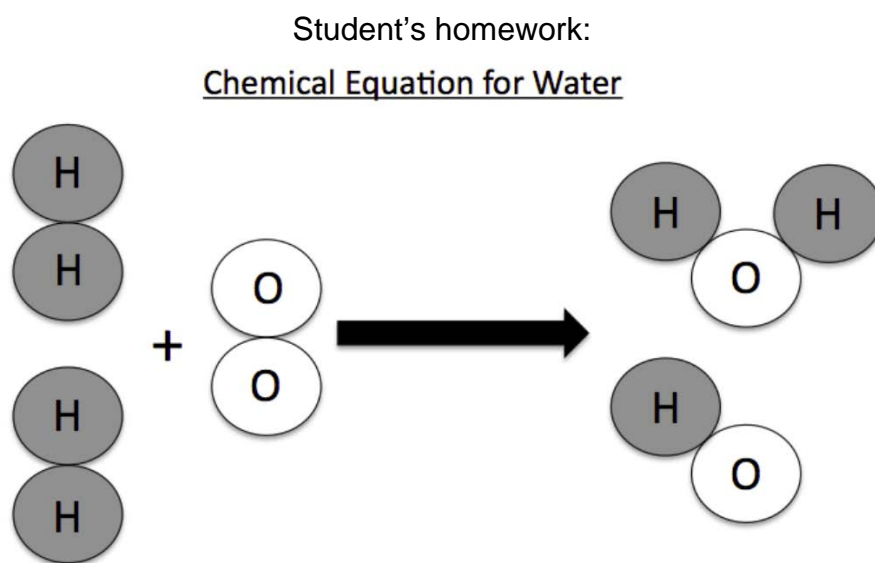 Student’s homework:
Chemical Equation for Water
H
H
H
H
+
O
O
H
H
O
H
O